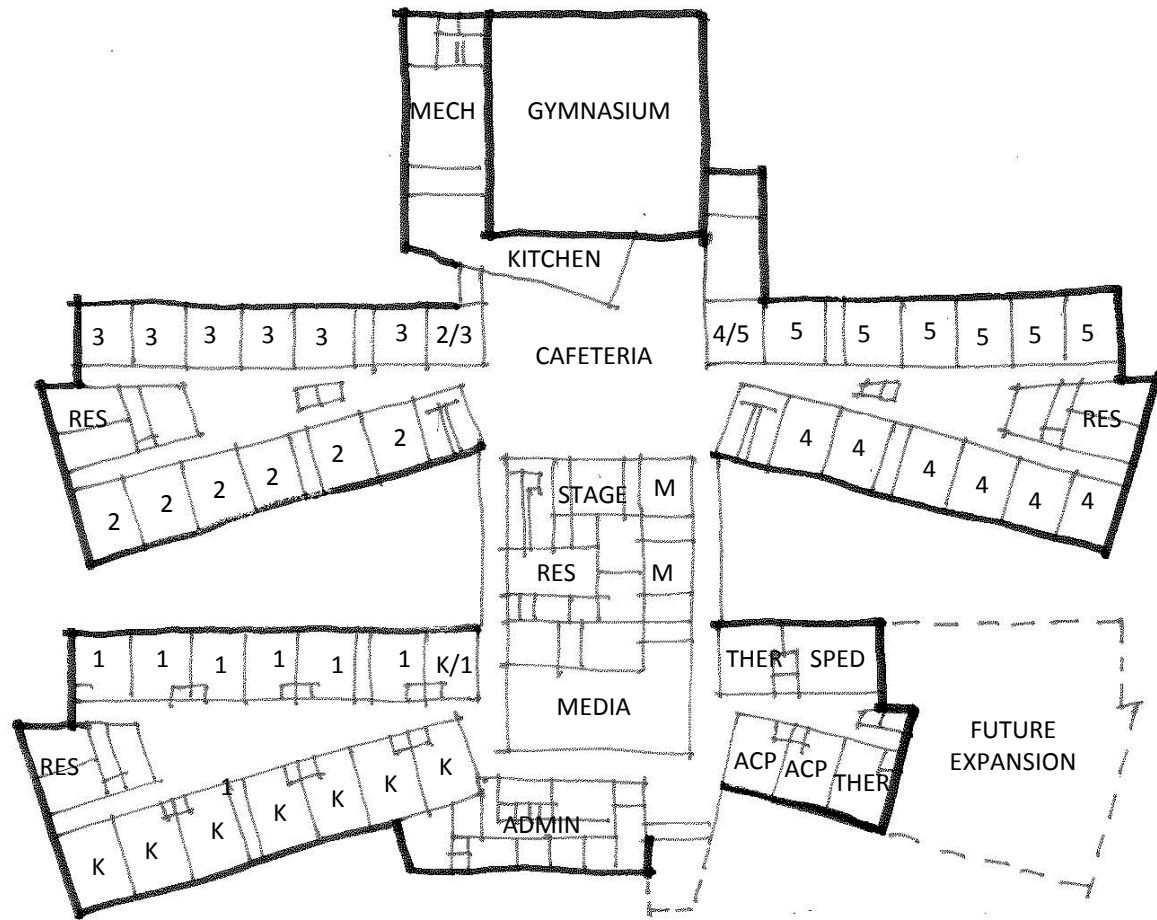 MECH
GYMNASIUM
KITCHEN
3 3 3 3 3 3 2/3
CAFETERIA
4/5 5 5 5 5 5 5
RES
2 2 2 2 2 2
4 4 4 4 4 4
RES
STAGE M
RES M
1 1 1 1 1 1 K/1
THER SPED
MEDIA
FUTURE
EXPANSION
RES
1
K K K K K K K
ACP ACP THER
ADMIN